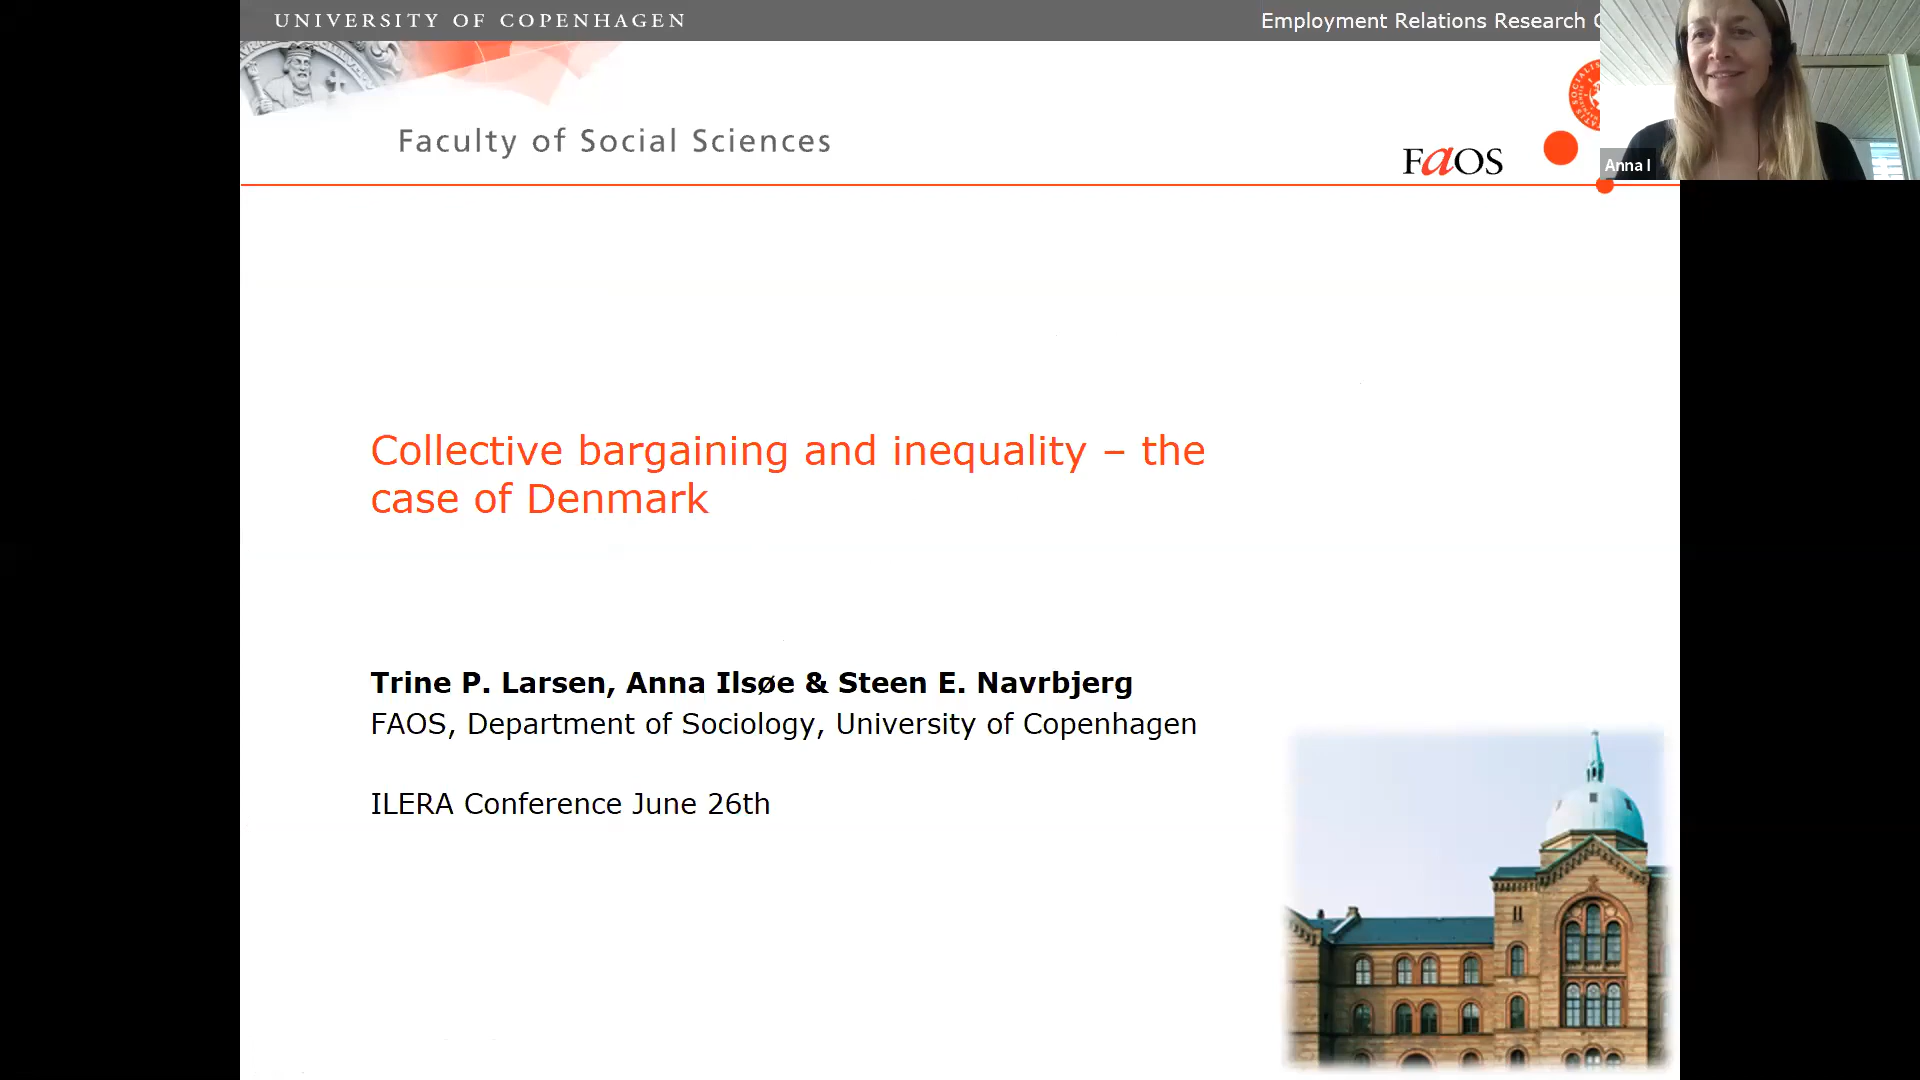 UNIVERSITY OF COPENHAGEN
Employment Relations Research
Faculty of Social Sciences
FAOS
Anna I
Collective bargaining and inequality – the
case of Denmark
Trine P. Larsen, Anna Ilsøe & Steen E. Navrbjerg
FAOS, Department of Sociology, University of Copenhagen
ILERA Conference June 26th